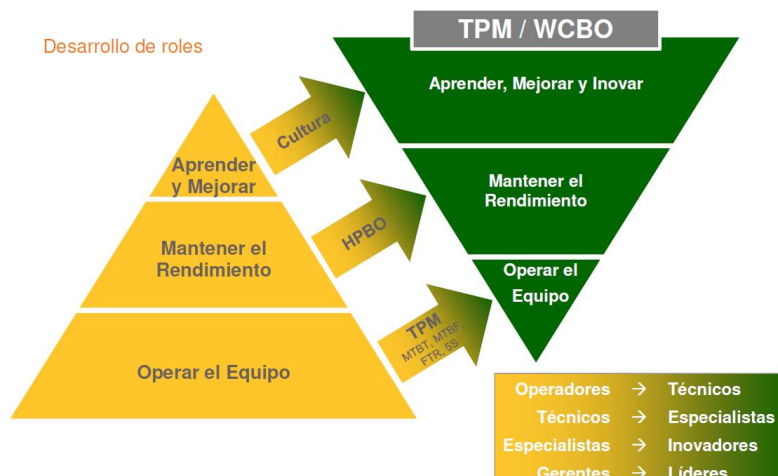 Desarrollo de roles
TPM / WCBO
Aprender, Mejorar y Inovar
Mantener el
Rendimiento
Operar el
Equipo
Cultura
HPBO
TPM
MTBT, MTBF,
FTR, 5S
Aprender
y Mejorar
Mantener el
Rendimiento
Operar el Equipo
Operadores → Técnicos
Técnicos → Especialistas
Especialistas → Inovadores
Gerentes → Líderes